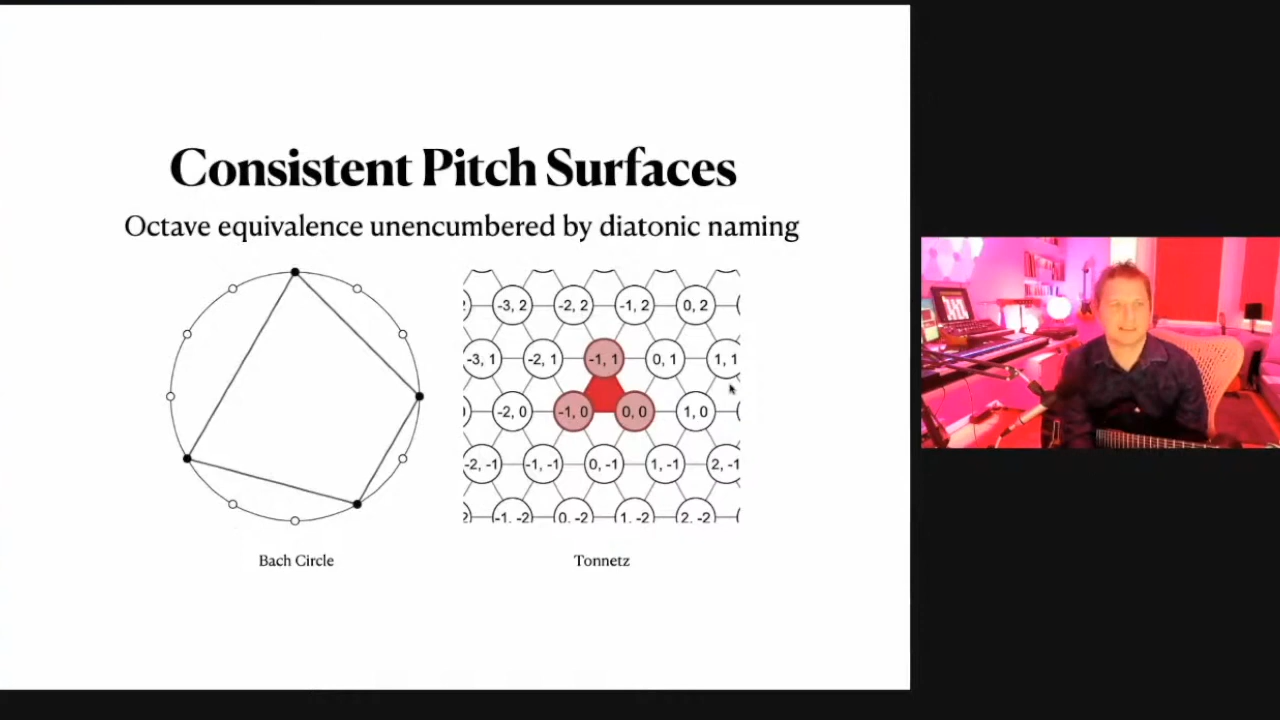 Consistent Pitch Surfaces
Octave equivalence unencumbered by diatonic naming
2 -3, 2 -2, 2 -1, 2 0, 2
-3, 1 -2, 1 -1, 1 0, 1 1, 1
-2, 0 -1, 0 0, 0 1, 0
-2, -1 -1, -1 0, -1 1, -1 2, -1
2 -1, -2 0, -2 1, -2 2, -2
Bach Circle
Tonnetz